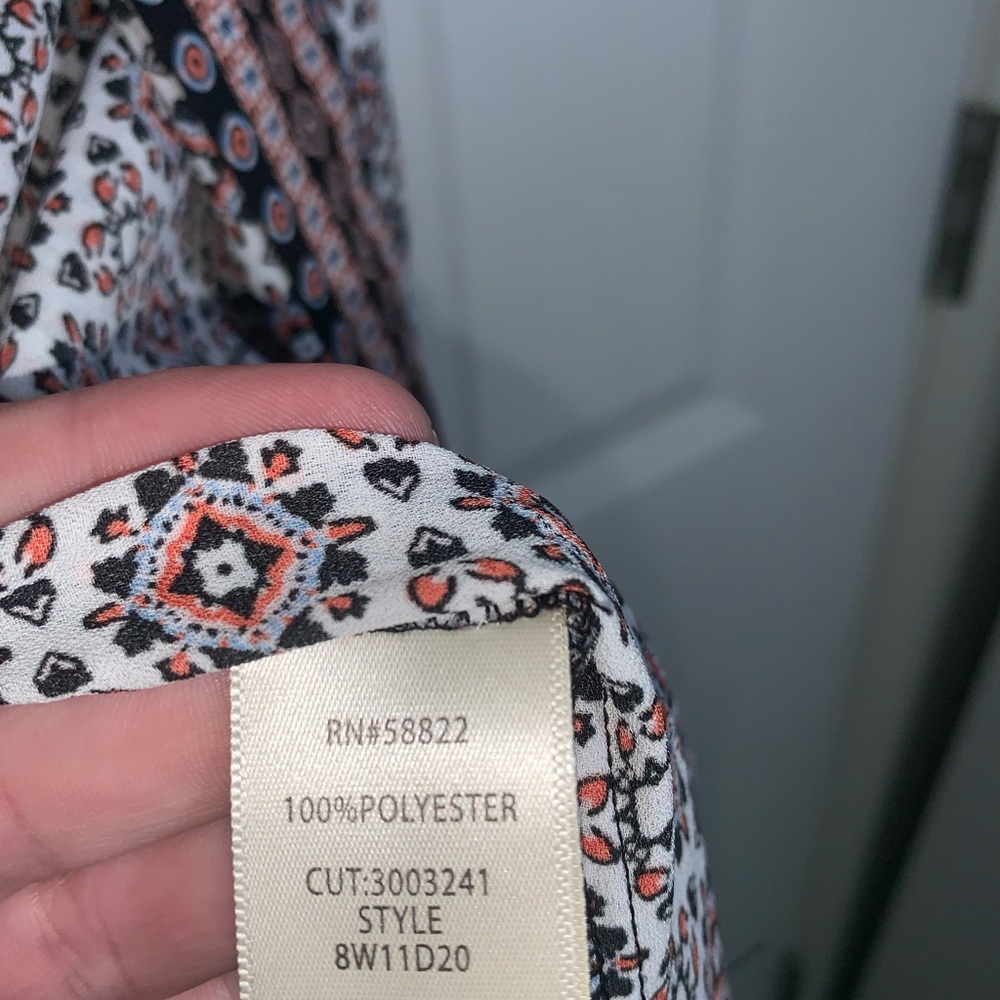 RN#58822
100%POLYESTER
CUT:3003241
STYLE
8W11D20